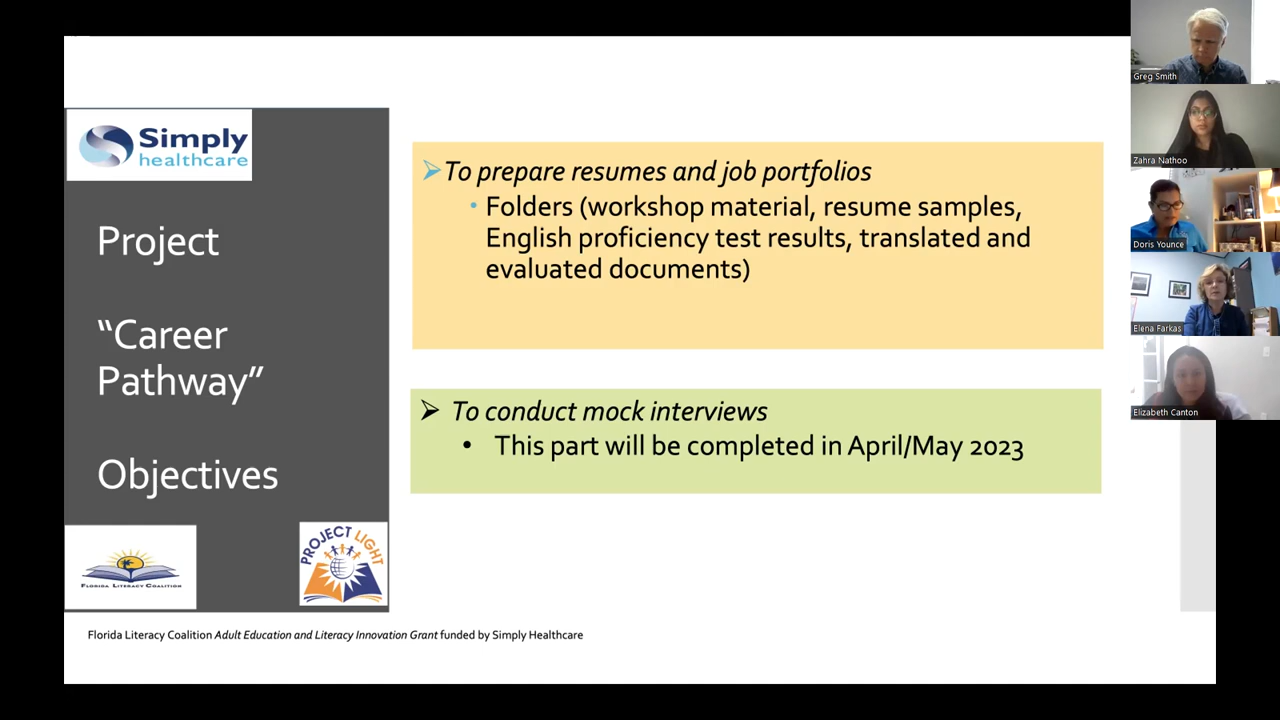 Simply
healthcare
Project
“Career
Pathway”
Objectives
FLORIDA LITERACY COALITION
PROJECT LIGHT
➢To prepare resumes and job portfolios
• Folders (workshop material, resume samples,
English proficiency test results, translated and
evaluated documents)
➢ To conduct mock interviews
• This part will be completed in April/May 2023
Florida Literacy Coalition Adult Education and Literacy Innovation Grant funded by Simply Healthcare
Greg Smith
Zahra Nathoo
Doris Younce
Elena Farkas
Elizabeth Canton